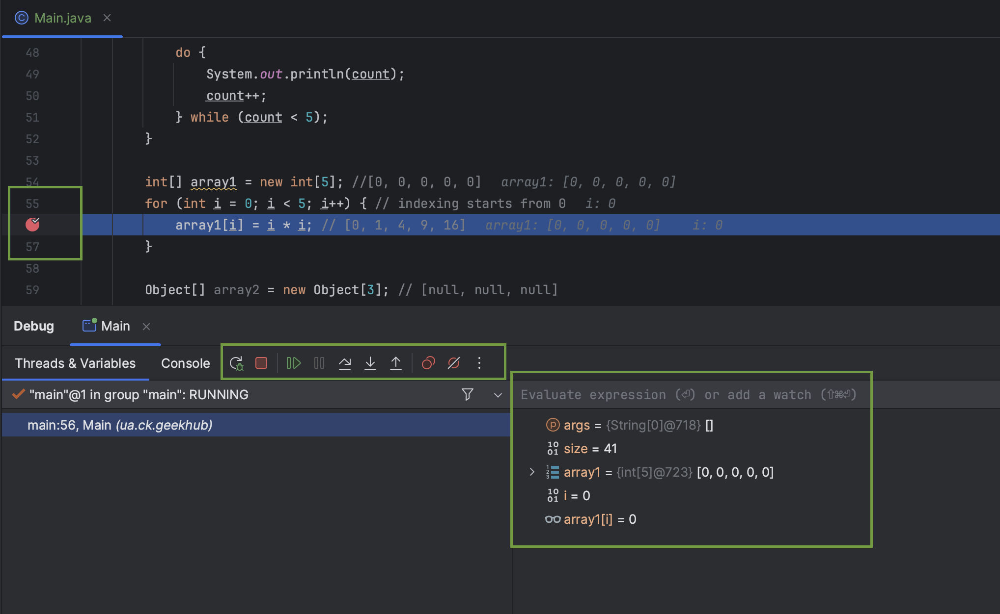 Main.java
48 do {
49 System.out.println(count);
50 count++;
51 } while (count < 5);
52 }
53
54 int[] array1 = new int[5]; //[0, 0, 0, 0, 0] array1: [0, 0, 0, 0, 0]
55 for (int i = 0; i < 5; i++) { // indexing starts from 0 i: 0
array1[i] = i * i; // [0, 1, 4, 9, 16] array1: [0, 0, 0, 0, 0] i: 0
57 }
58
59 Object[] array2 = new Object[3]; // [null, null, null]
Debug Main
Threads & Variables Console
"main"@1 in group "main": RUNNING
Evaluate expression (⏎) or add a watch (⇧⌘⏎)
main:56, Main (ua.ck.geekhub)
args = {String[0]@718} []
size = 41
array1 = {int[5]@723} [0, 0, 0, 0, 0]
i = 0
array1[i] = 0